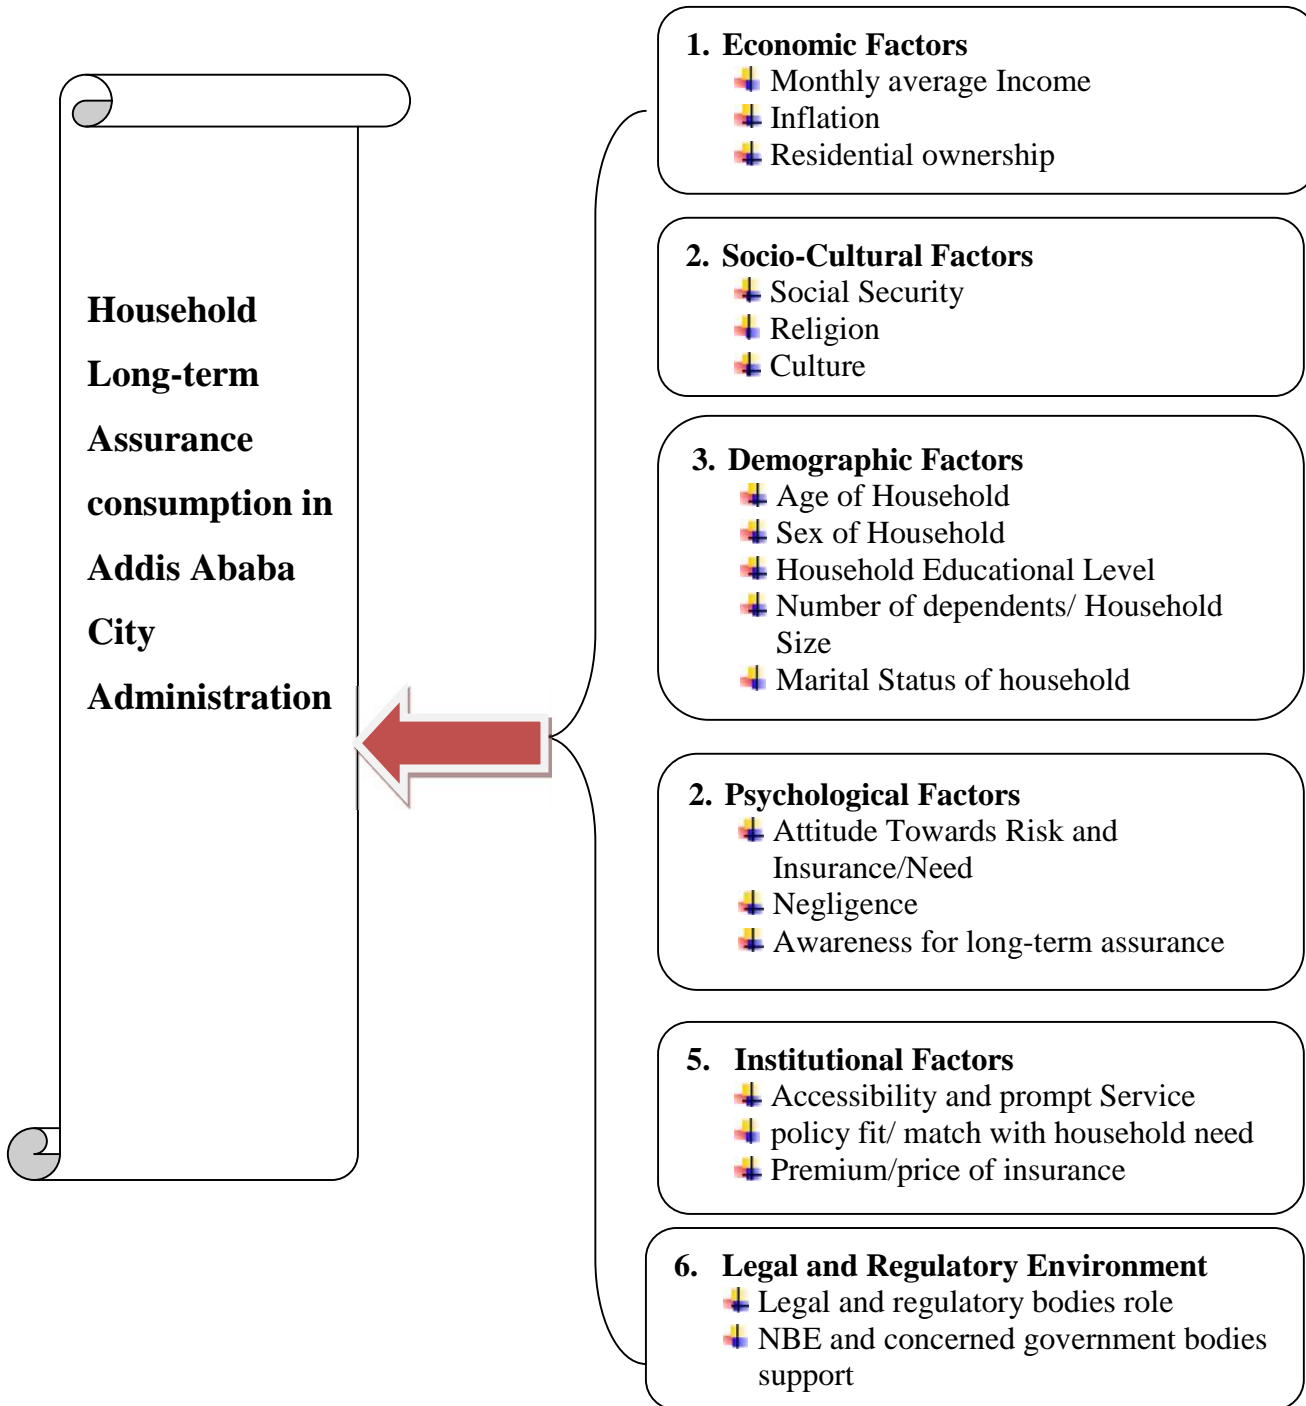 Household
Long-term
Assurance
consumption in
Addis Ababa
City
Administration
1. Economic Factors
Monthly average Income
Inflation
Residential ownership
2. Socio-Cultural Factors
Social Security
Religion
Culture
3. Demographic Factors
Age of Household
Sex of Household
Household Educational Level
Number of dependents/ Household
Size
Marital Status of household
2. Psychological Factors
Attitude Towards Risk and
Insurance/Need
Negligence
Awareness for long-term assurance
5. Institutional Factors
Accessibility and prompt Service
policy fit/ match with household need
Premium/price of insurance
6. Legal and Regulatory Environment
Legal and regulatory bodies role
NBE and concerned government bodies
support